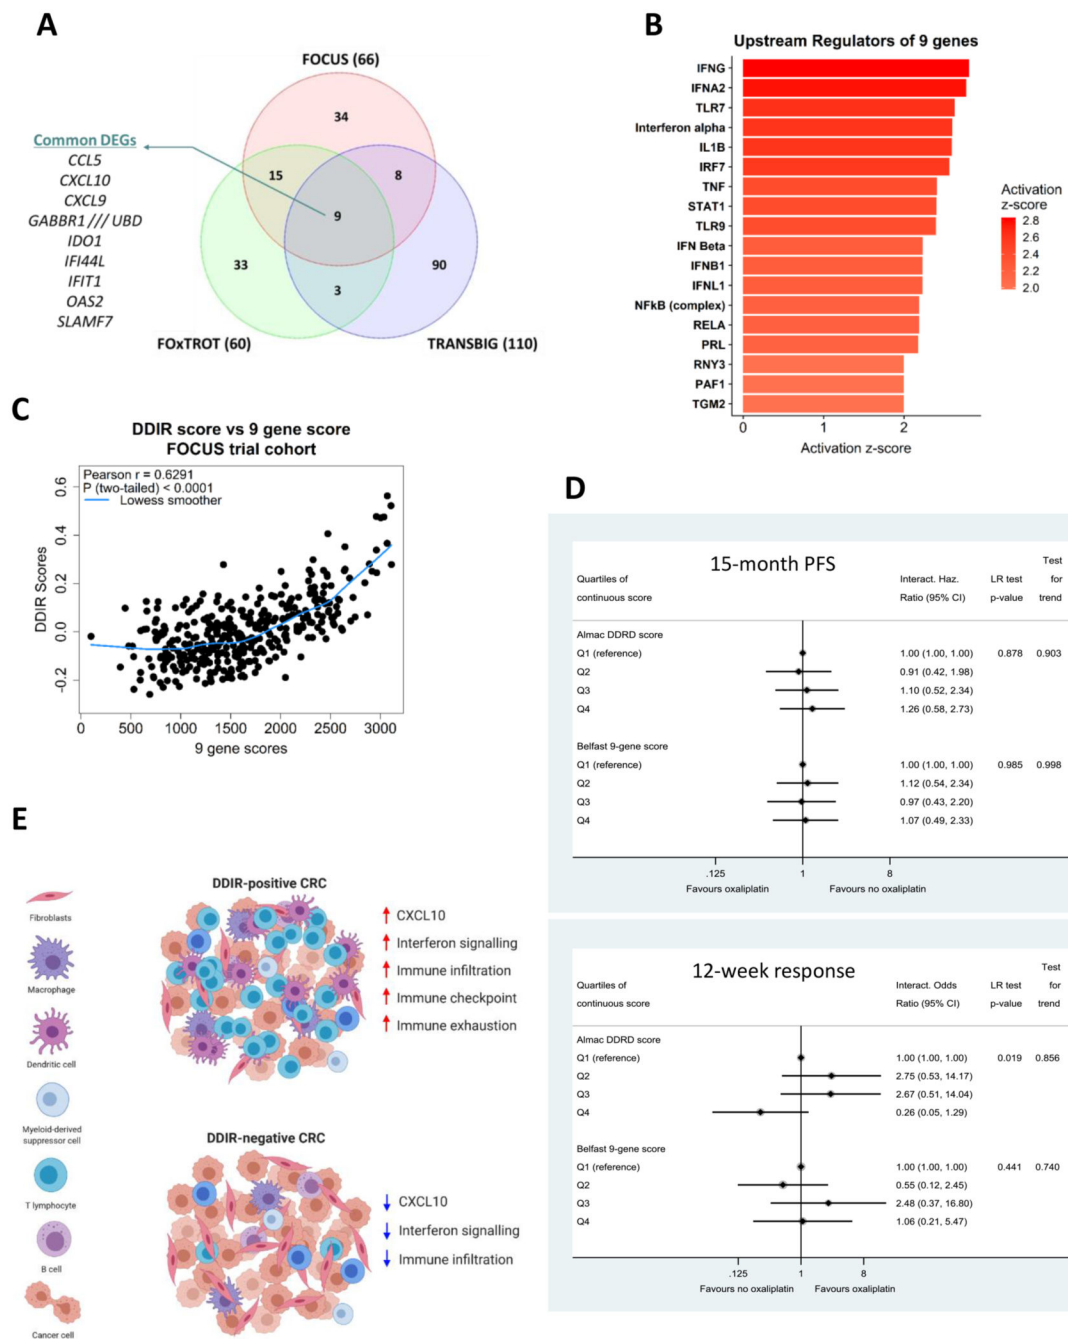 A
FOCUS (66)
34
Common DEGs
CCL5
CXCL10
CXCL9
GABBR1///UBD
IDO1
IFI44L
IFIT1
OAS2
SLAMF7
15
8
9
33
90
3
FOxTROT (60)
TRANSBIG (110)
B
Upstream Regulators of 9 genes
IFNG
IFNA2
TLR7
Interferon alpha
IL1B
IRF7
TNF
STAT1
TLR9
IFN Beta
IFNB1
IFNL1
NFkB (complex)
RELA
PRL
RNY3
PAF1
TGM2
0 1 2
Activation z-score
Activation
z-score
2.8
2.6
2.4
2.2
2.0
C
DDIR score vs 9 gene score
FOCUS trial cohort
Pearson r = 0.6291
P (two-tailed) < 0.0001
Lowess smoother
DDIR Scores
0.6
0.4
0.2
0.0
-0.2
0 500 1000 1500 2000 2500 3000
9 gene scores
D
15-month PFS
Quartiles of
continuous score
Interact. Haz.
Ratio (95% CI)
LR test
p-value
Test
for
trend
Almac DDRD score
Q1 (reference) 1.00 (1.00, 1.00) 0.878 0.903
Q2 0.91 (0.42, 1.98)
Q3 1.10 (0.52, 2.34)
Q4 1.26 (0.58, 2.73)
Belfast 9-gene score
Q1 (reference) 1.00 (1.00, 1.00) 0.985 0.998
Q2 1.12 (0.54, 2.34)
Q3 0.97 (0.43, 2.20)
Q4 1.07 (0.49, 2.33)
.125 1 8
Favours oxaliplatin Favours no oxaliplatin
12-week response
Quartiles of
continuous score
Interact. Odds
Ratio (95% CI)
LR test
p-value
Test
for
trend
Almac DDRD score
Q1 (reference) 1.00 (1.00, 1.00) 0.019 0.856
Q2 2.75 (0.53, 14.17)
Q3 2.67 (0.51, 14.04)
Q4 0.26 (0.05, 1.29)
Belfast 9-gene score
Q1 (reference) 1.00 (1.00, 1.00) 0.441 0.740
Q2 0.55 (0.12, 2.45)
Q3 2.48 (0.37, 16.80)
Q4 1.06 (0.21, 5.47)
.125 1 8
Favours no oxaliplatin Favours oxaliplatin
E
Fibroblasts
Macrophage
Dendritic cell
Myeloid-derived
suppressor cell
T lymphocyte
B cell
Cancer cell
DDIR-positive CRC
CXCL10
Interferon signalling
Immune infiltration
Immune checkpoint
Immune exhaustion
DDIR-negative CRC
CXCL10
Interferon signalling
Immune infiltration